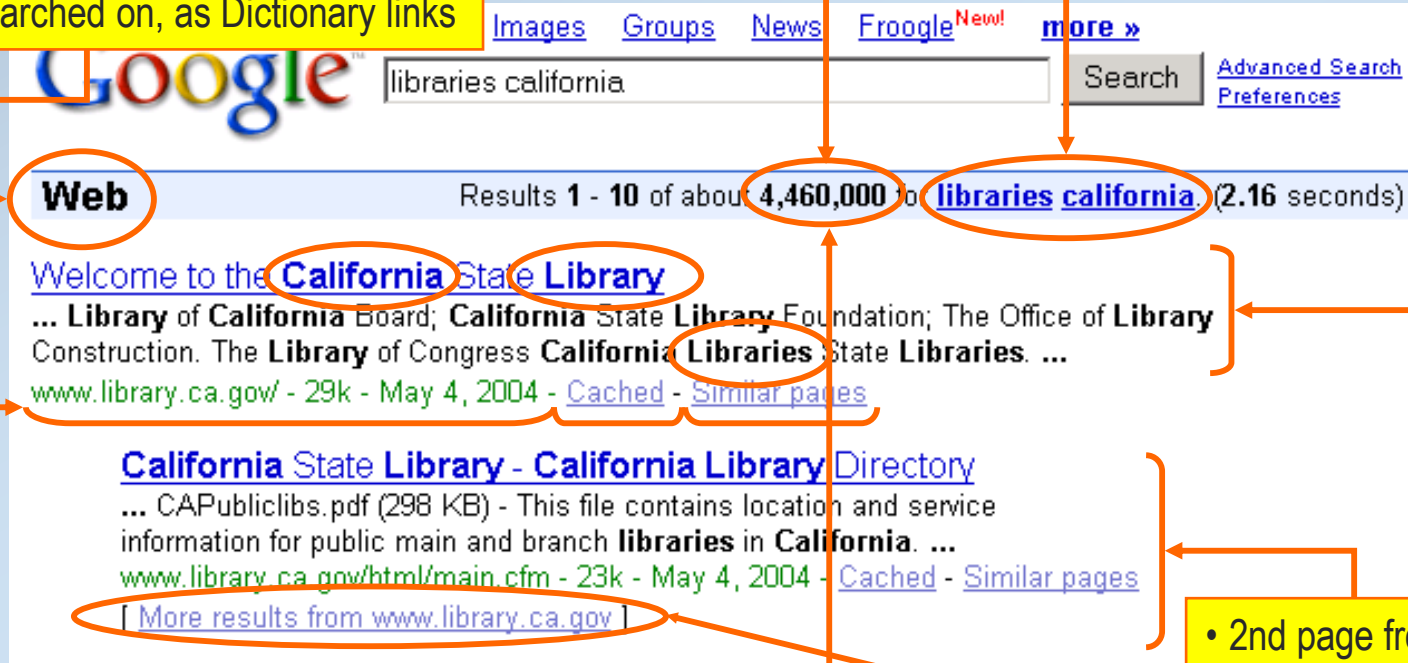 arched on, as Dictionary links
Images Groups News Froogle New! more »
Google
libraries california
Search
Advanced Search
Preferences
Web Results 1 - 10 of about 4,460,000 for libraries california. (2.16 seconds)
Welcome to the California State Library
... Library of California Board; California State Library Foundation; The Office of Library
Construction. The Library of Congress California Libraries State Libraries. ...
www.library.ca.gov/ - 29k - May 4, 2004 - Cached - Similar pages
California State Library - California Library Directory
... CAPubliclibs.pdf (298 KB) - This file contains location and service
information for public main and branch libraries in California. ...
www.library.ca.gov/html/main.cfm - 23k - May 4, 2004 - Cached - Similar pages
[ More results from www.library.ca.gov ]
• 2nd page fr